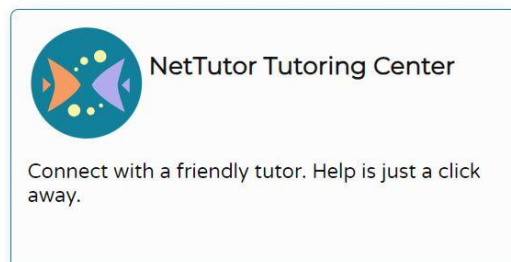 NetTutor Tutoring Center
Connect with a friendly tutor. Help is just a click
away.